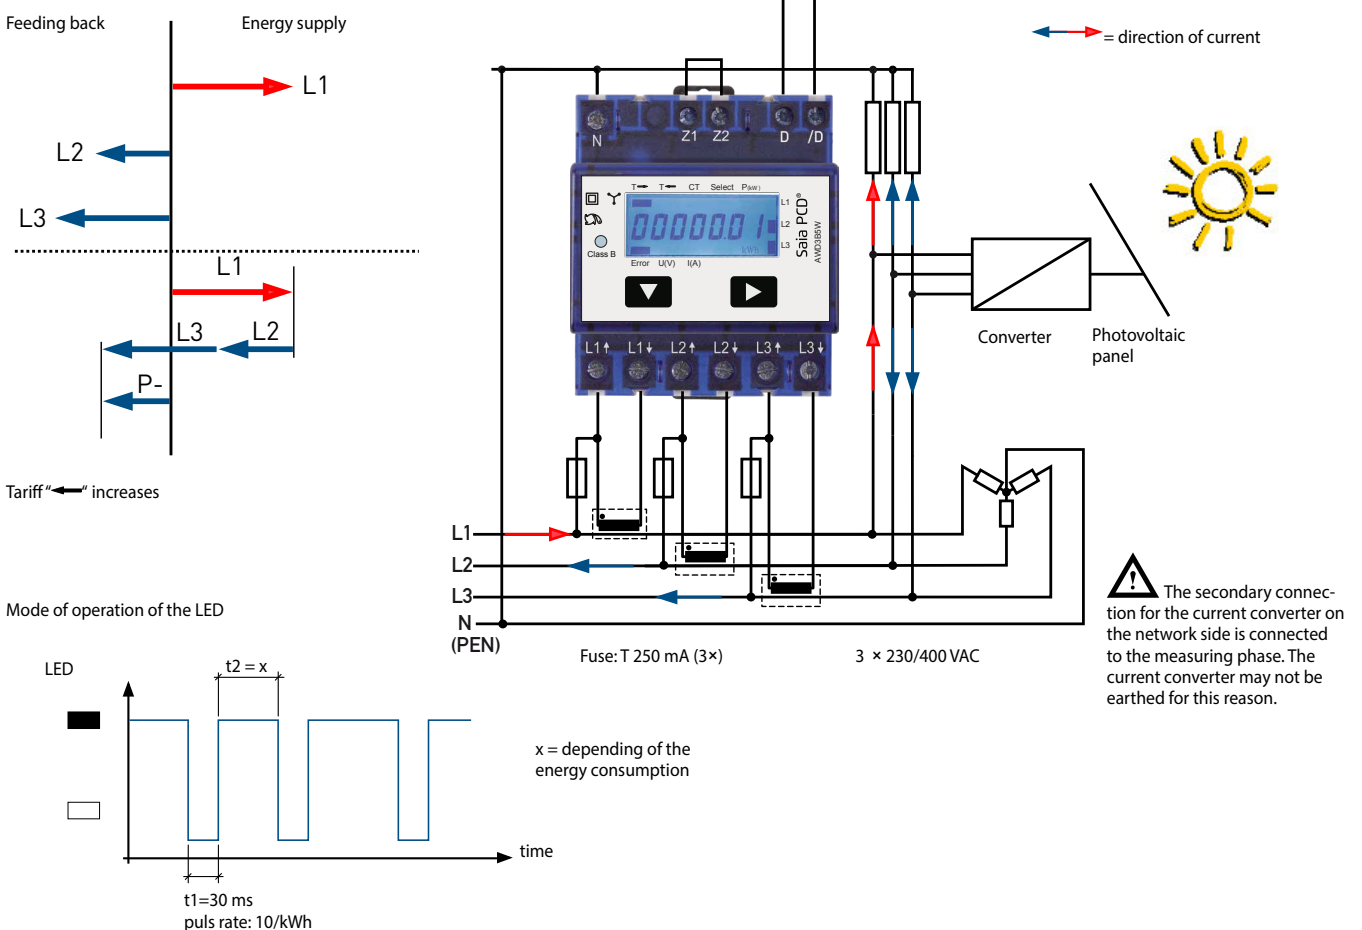 Feeding back
Energy supply
L1
L2
L3
L1
L3
L2
P-
Tariff “ “ increases
= direction of current
N
Z1
Z2
D
/D
T
T
CT
Select
P(kW)
L1
L2
L3
000000.01
kWh
Class B
Error
U(V)
I(A)
Saia PCD®
AWD3B5W
L1↑
L1↓
L2↑
L2↓
L3↑
L3↓
Converter
Photovoltaic
panel
L1
L2
L3
N
(PEN)
Fuse: T 250 mA (3×)
3 × 230/400 VAC
! The secondary connec-
tion for the current converter on
the network side is connected
to the measuring phase. The
current converter may not be
earthed for this reason.
Mode of operation of the LED
LED
t2 = x
x = depending of the
energy consumption
time
t1=30 ms
puls rate: 10/kWh